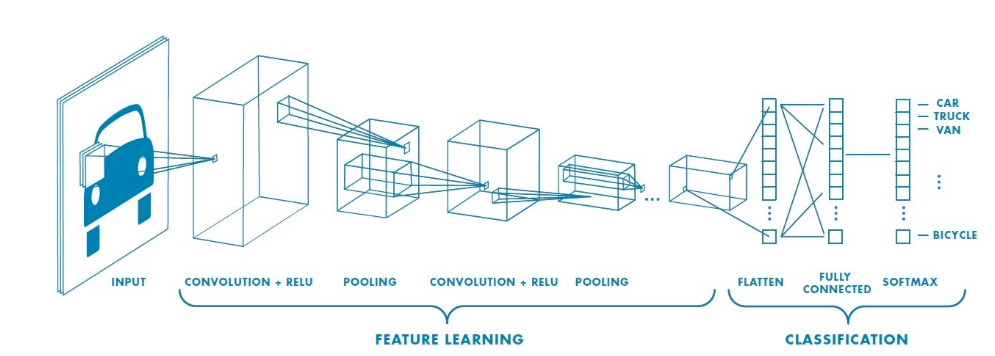 CAR
TRUCK
VAN
BICYCLE
INPUT
CONVOLUTION + RELU
POOLING
CONVOLUTION + RELU
POOLING
FLATTEN
FULLY
CONNECTED
SOFTMAX
FEATURE LEARNING
CLASSIFICATION